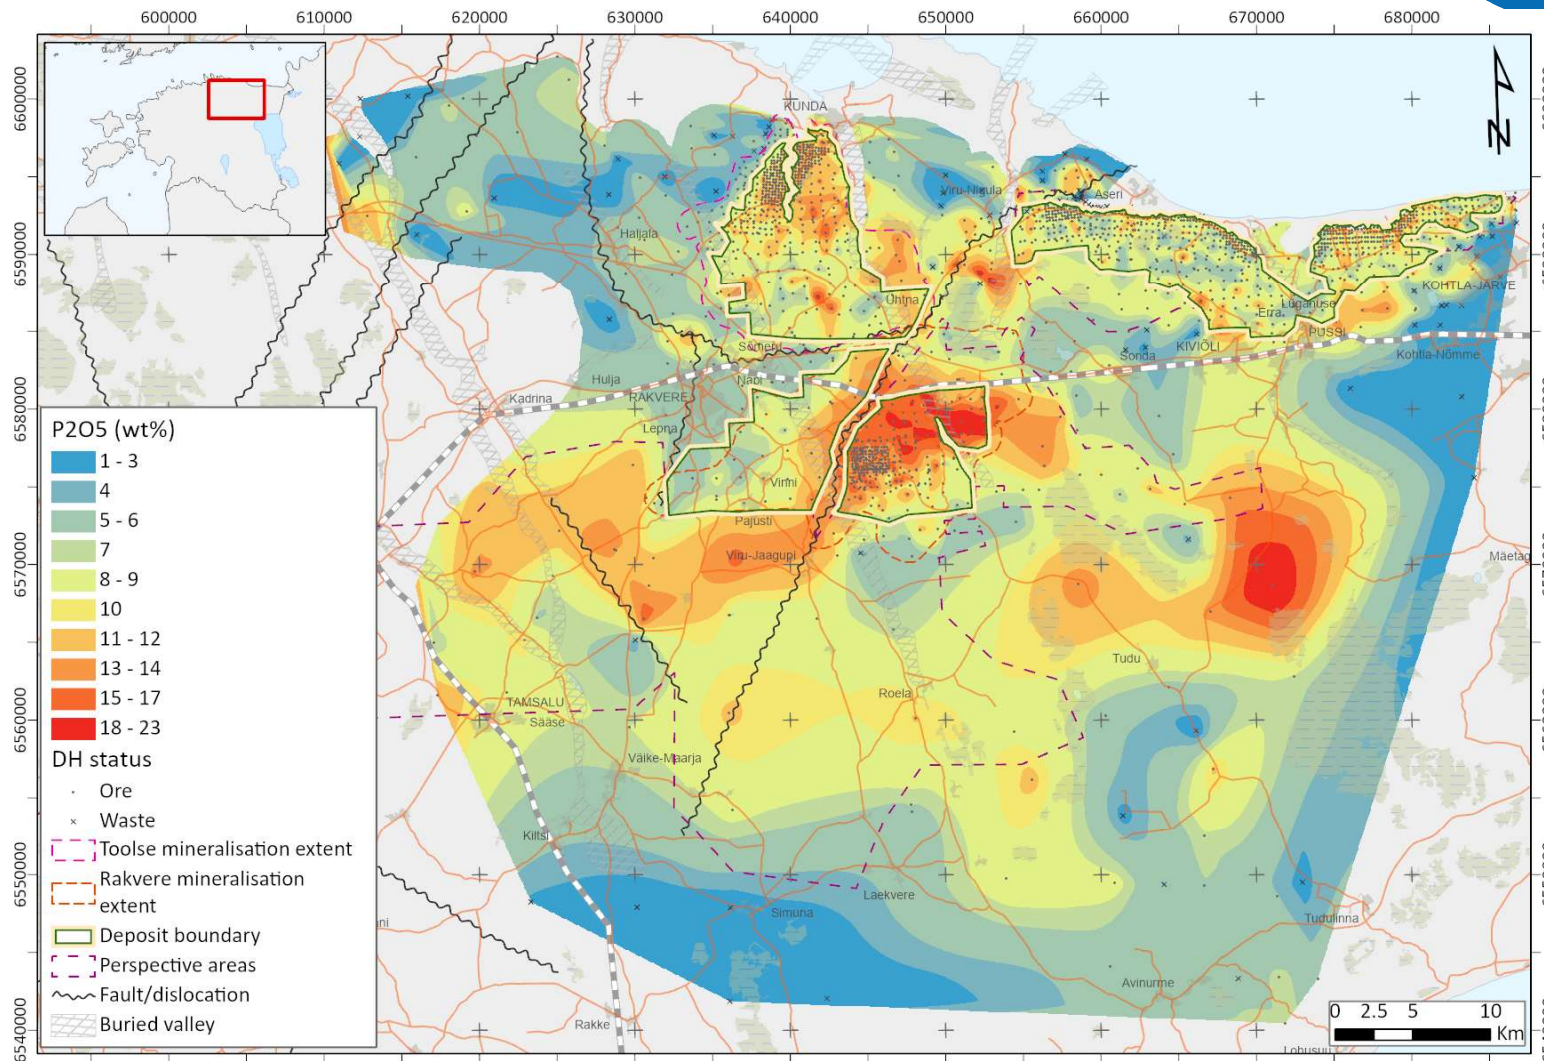 600000 610000 620000 630000 640000 650000 660000 670000 680000
6600000
6590000
6580000
6570000
6560000
6550000
6540000
KUNDA
Viru-Nigula
Aseri
Haljala
KOHTLA-JÄRVE
Uhtna
Lüganuse
Erra
PÜSSI
Sõmeru
Sonda
KIVIÕLI
Kohtla-Nõmme
Hulja
Näpi
Kadrina
RAKVERE
Lepna
Vinni
Pajusti
Viru-Jaagupi
Mäetag
Tudu
Roela
TAMSALU
Sääse
Väike-Maarja
Kiltsi
Laekvere
Simuna
Tudulinna
Avinurme
Rakke
Lohusuu
P2O5 (wt%)
1 - 3
4
5 - 6
7
8 - 9
10
11 - 12
13 - 14
15 - 17
18 - 23
DH status
Ore
Waste
Toolse mineralisation extent
Rakvere mineralisation
extent
Deposit boundary
Perspective areas
Fault/dislocation
Buried valley
N
0 2.5 5 10
Km